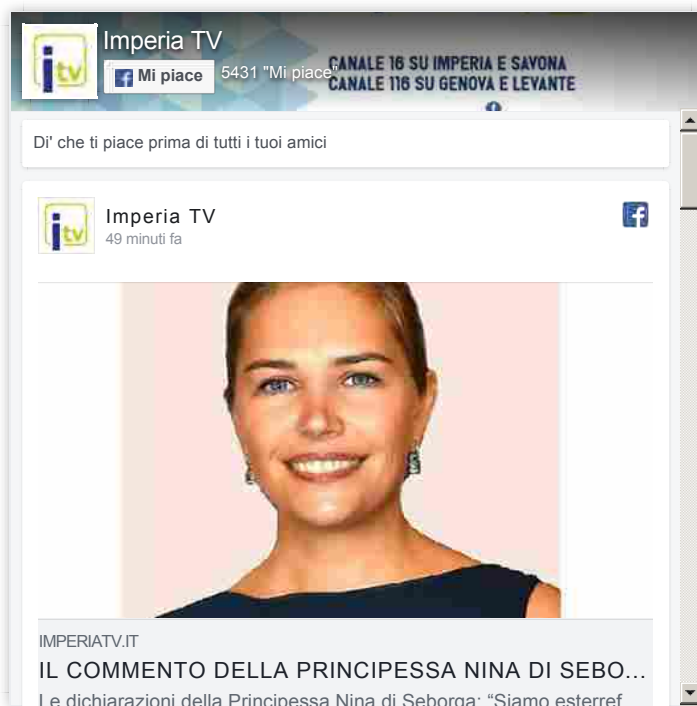 Imperia TV
Mi piace
5431 "Mi piace"
CANALE 16 SU IMPERIA E SAVONA
CANALE 116 SU GENOVA E LEVANTE
itv
Di' che ti piace prima di tutti i tuoi amici
itv
Imperia TV
49 minuti fa
IMPERIATV.IT
IL COMMENTO DELLA PRINCIPESSA NINA DI SEBO...
Le dichiarazioni della Principessa Nina di Seborga: “Siamo esterref